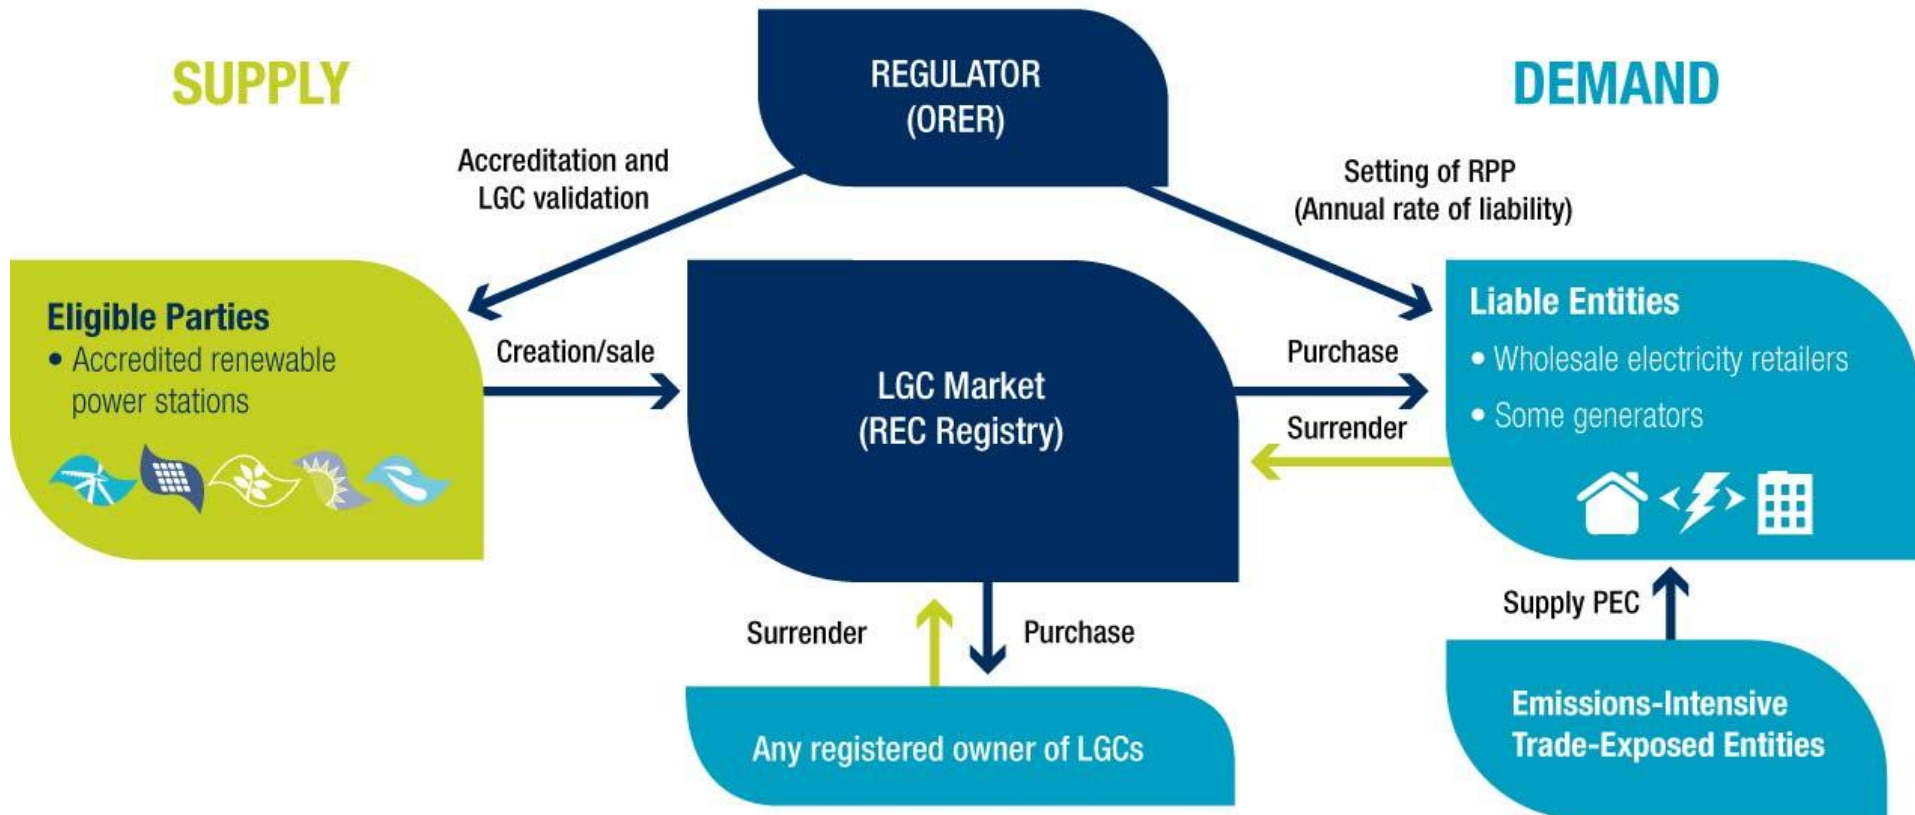 SUPPLY
REGULATOR
(ORER)
DEMAND
Accreditation and
LGC validation
Setting of RPP
(Annual rate of liability)
Eligible Parties
• Accredited renewable
power stations
Creation/sale
LGC Market
(REC Registry)
Purchase
Surrender
Liable Entities
• Wholesale electricity retailers
• Some generators
Surrender
Purchase
Supply PEC
Any registered owner of LGCs
Emissions-Intensive
Trade-Exposed Entities